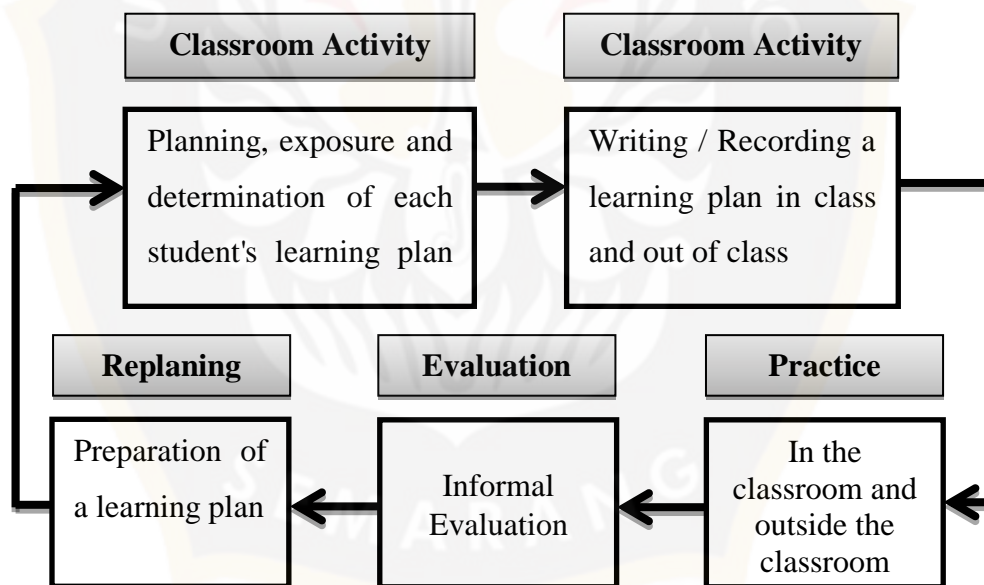 Classroom Activity
Classroom Activity
Planning, exposure and
determination of each
student's learning plan
Writing / Recording a
learning plan in class
and out of class
Replaning
Evaluation
Practice
Preparation of
a learning plan
Informal
Evaluation
In the
classroom and
outside the
classroom
SEMARANG